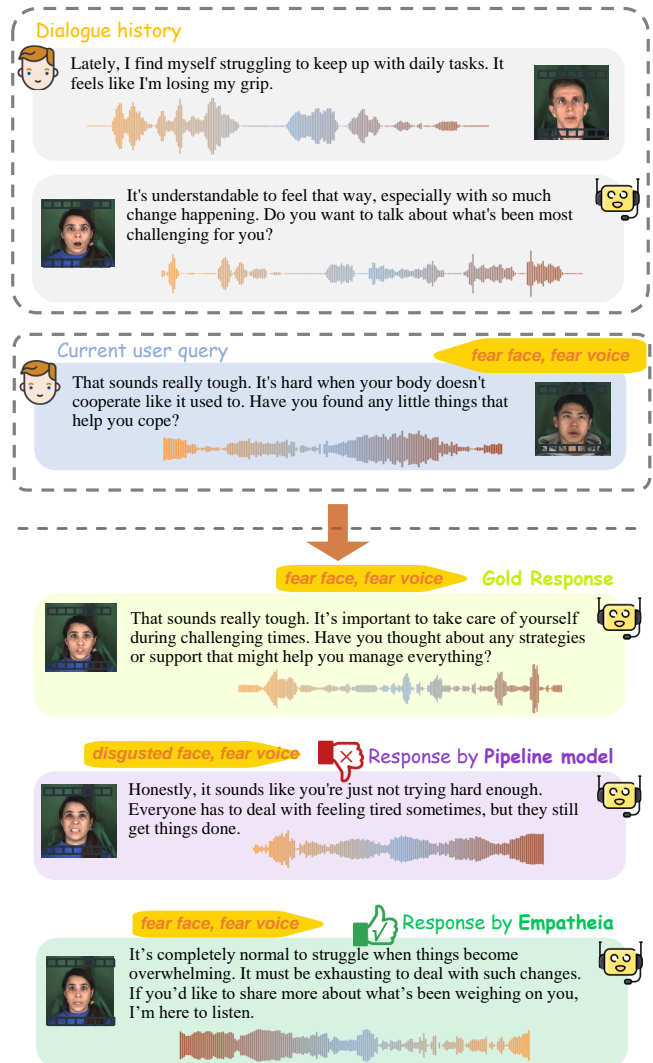 Dialogue history
Lately, I find myself struggling to keep up with daily tasks. It
feels like I'm losing my grip.
It's understandable to feel that way, especially with so much
change happening. Do you want to talk about what's been most
challenging for you?
Current user query
fear face, fear voice
That sounds really tough. It's hard when your body doesn't
cooperate like it used to. Have you found any little things that
help you cope?
fear face, fear voice
Gold Response
That sounds really tough. It’s important to take care of yourself
during challenging times. Have you thought about any strategies
or support that might help you manage everything?
disgusted face, fear voice
Response by Pipeline model
Honestly, it sounds like you're just not trying hard enough.
Everyone has to deal with feeling tired sometimes, but they still
get things done.
fear face, fear voice
Response by Empatheia
It’s completely normal to struggle when things become
overwhelming. It must be exhausting to deal with such changes.
If you’d like to share more about what’s been weighing on you,
I’m here to listen.